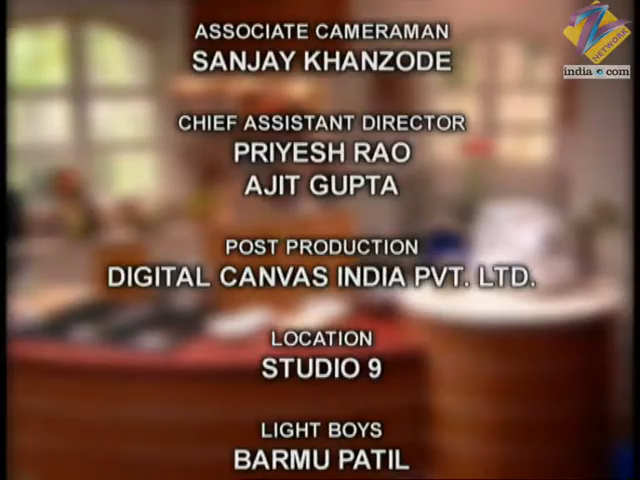 ASSOCIATE CAMERAMAN
SANJAY KHANZODE
CHIEF ASSISTANT DIRECTOR
PRIYESH RAO
AJIT GUPTA
POST PRODUCTION
DIGITAL CANVAS INDIA PVT. LTD.
LOCATION
STUDIO 9
LIGHT BOYS
BARMU PATIL
Z NETWORK
india.com